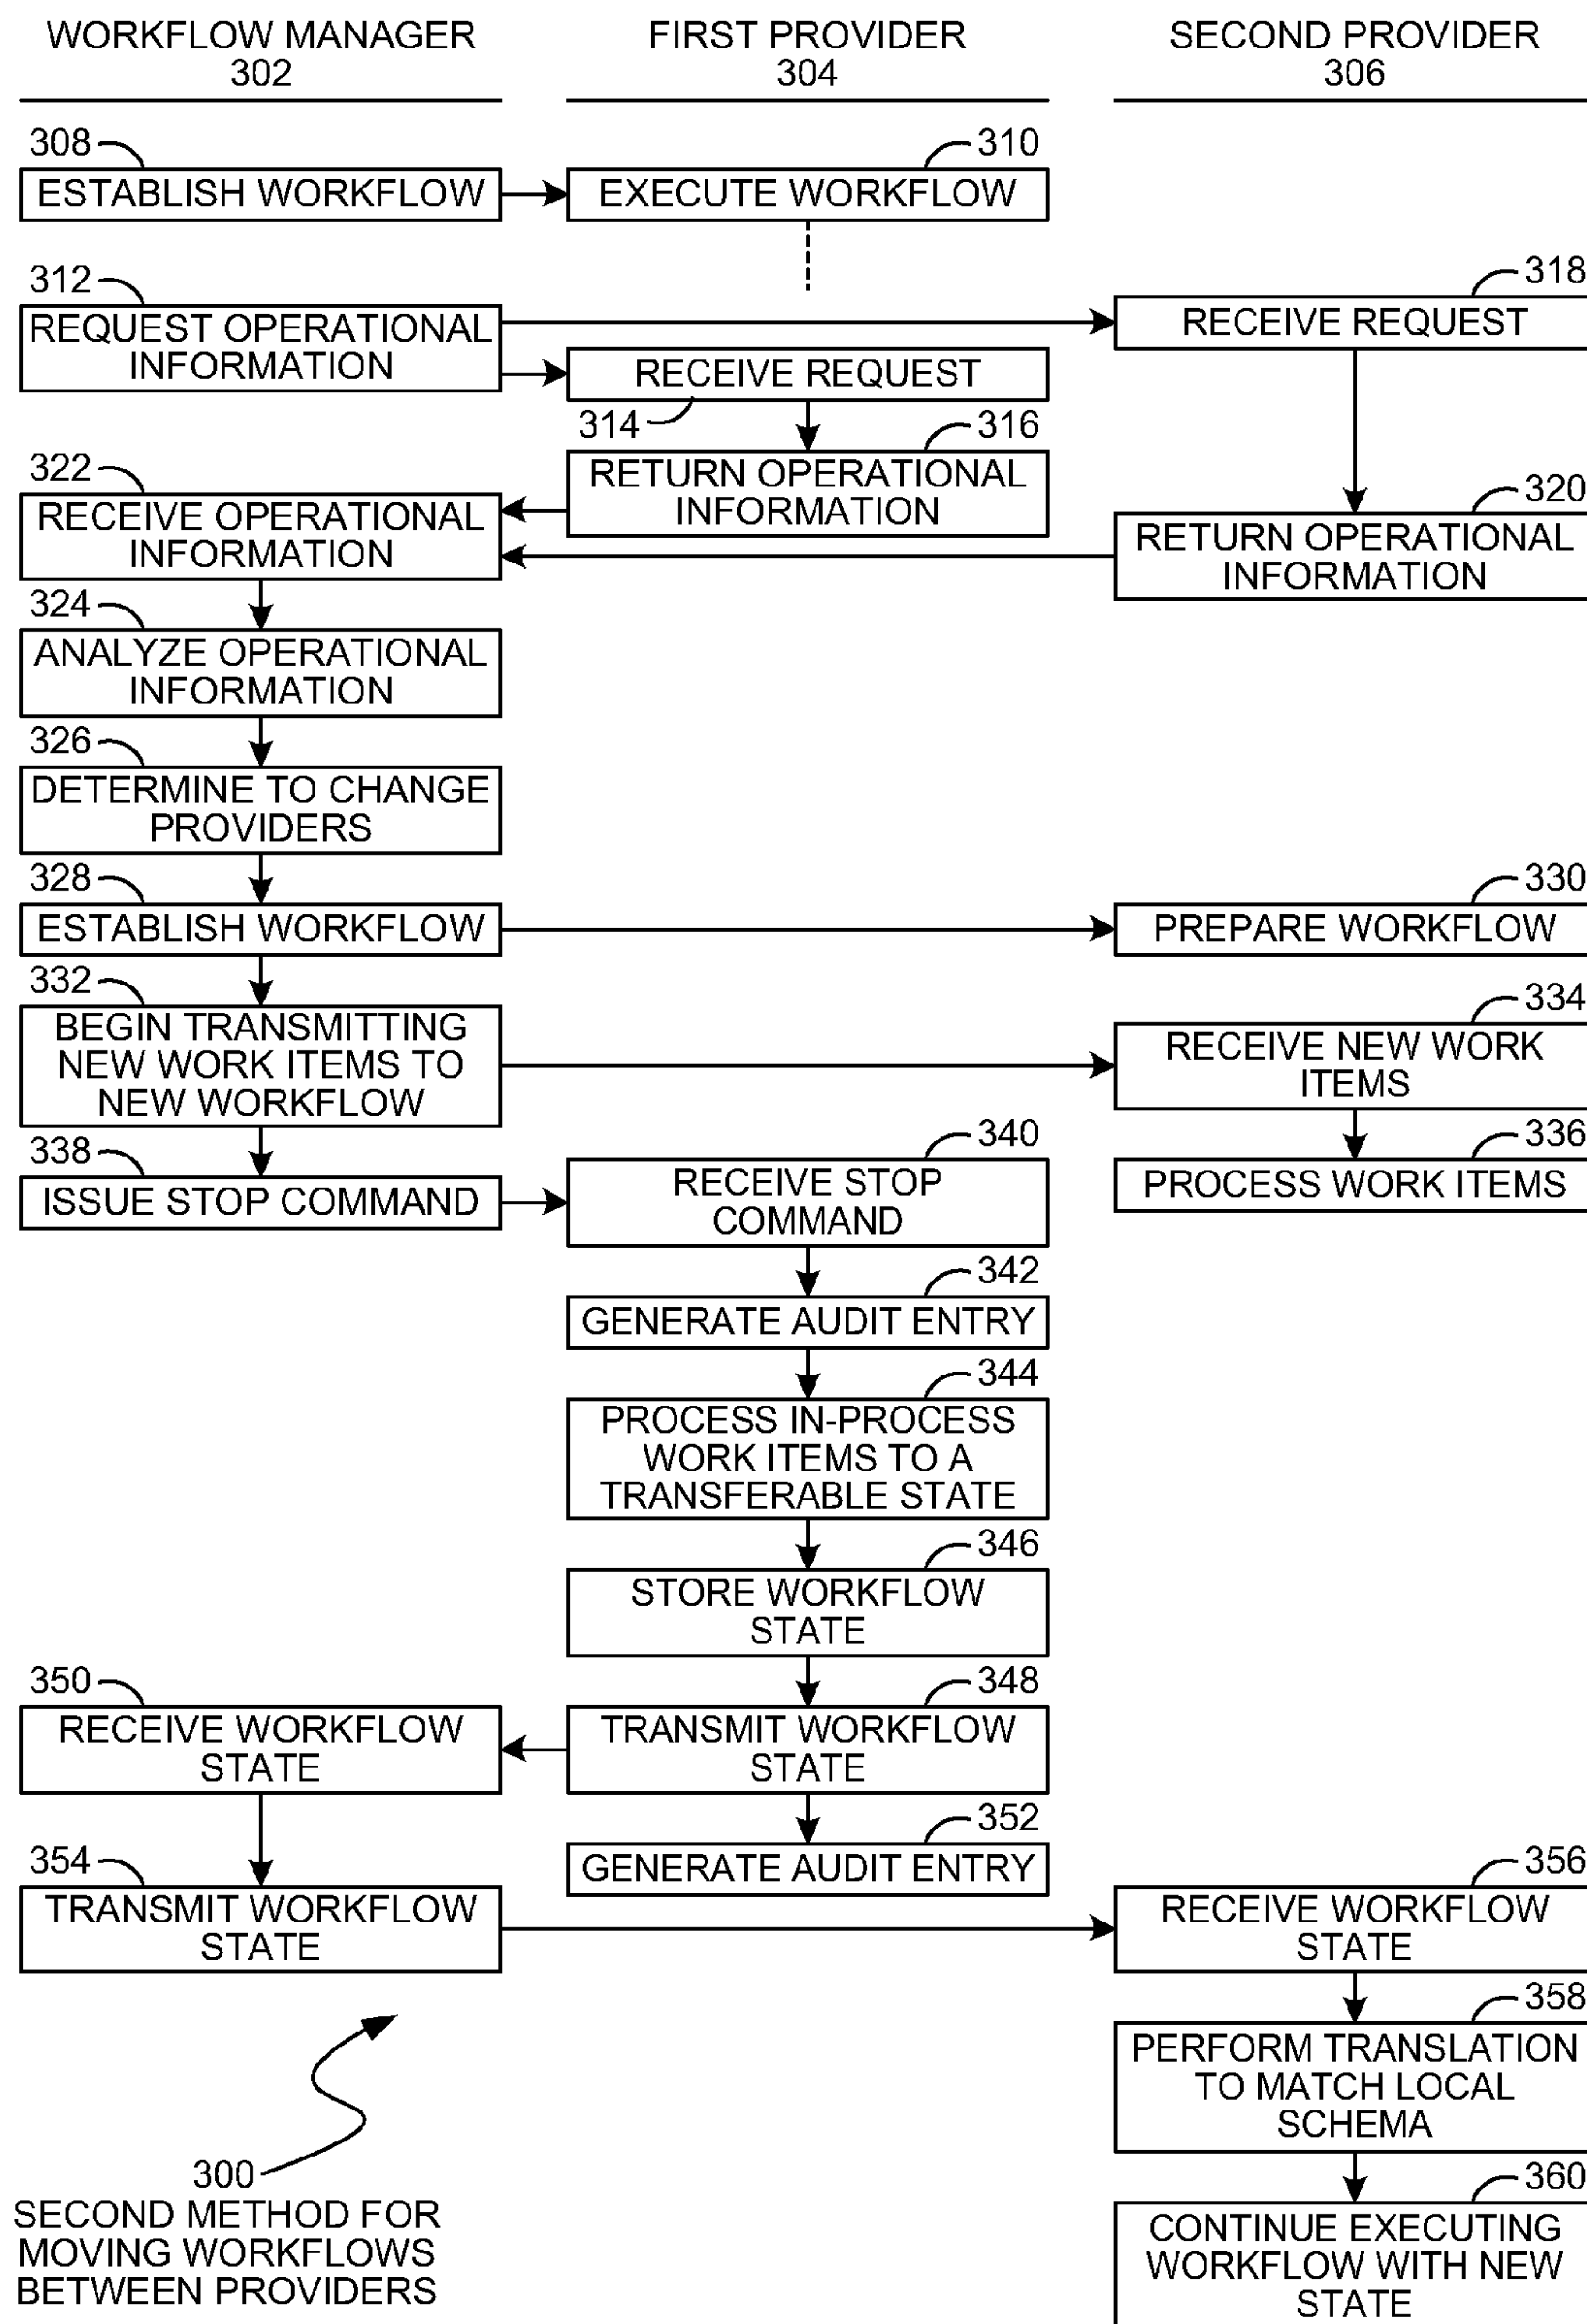 WORKFLOW MANAGER
302
FIRST PROVIDER
304
SECOND PROVIDER
306
308
ESTABLISH WORKFLOW
310
EXECUTE WORKFLOW
312
REQUEST OPERATIONAL
INFORMATION
318
RECEIVE REQUEST
RECEIVE REQUEST
314
316
RETURN OPERATIONAL
INFORMATION
322
RECEIVE OPERATIONAL
INFORMATION
320
RETURN OPERATIONAL
INFORMATION
324
ANALYZE OPERATIONAL
INFORMATION
326
DETERMINE TO CHANGE
PROVIDERS
328
ESTABLISH WORKFLOW
330
PREPARE WORKFLOW
332
BEGIN TRANSMITTING
NEW WORK ITEMS TO
NEW WORKFLOW
334
RECEIVE NEW WORK
ITEMS
336
PROCESS WORK ITEMS
338
ISSUE STOP COMMAND
340
RECEIVE STOP
COMMAND
342
GENERATE AUDIT ENTRY
344
PROCESS IN-PROCESS
WORK ITEMS TO A
TRANSFERABLE STATE
346
STORE WORKFLOW
STATE
350
RECEIVE WORKFLOW
STATE
348
TRANSMIT WORKFLOW
STATE
352
GENERATE AUDIT ENTRY
354
TRANSMIT WORKFLOW
STATE
356
RECEIVE WORKFLOW
STATE
358
PERFORM TRANSLATION
TO MATCH LOCAL
SCHEMA
360
CONTINUE EXECUTING
WORKFLOW WITH NEW
STATE
300
SECOND METHOD FOR
MOVING WORKFLOWS
BETWEEN PROVIDERS